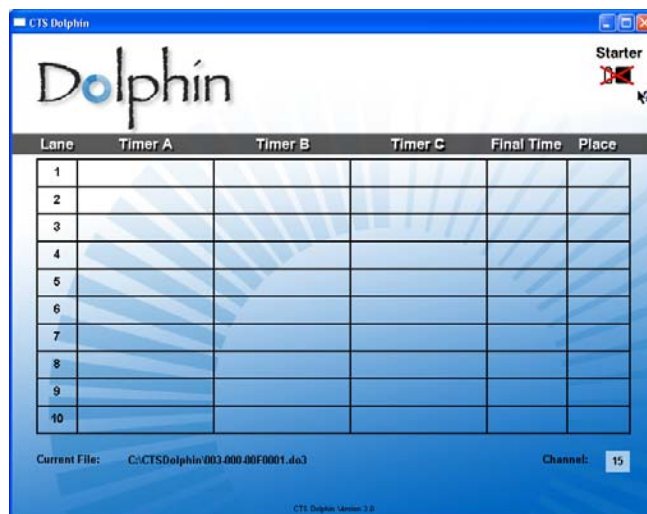 CTS Dolphin
Dolphin
Starter
Lane Timer A Timer B Timer C Final Time Place
1
2
3
4
5
6
7
8
9
10
Current File: C:\CTSDolphin\003-000-00F0001.do3 Channel: 15
CTS Dolphin Version 3.0